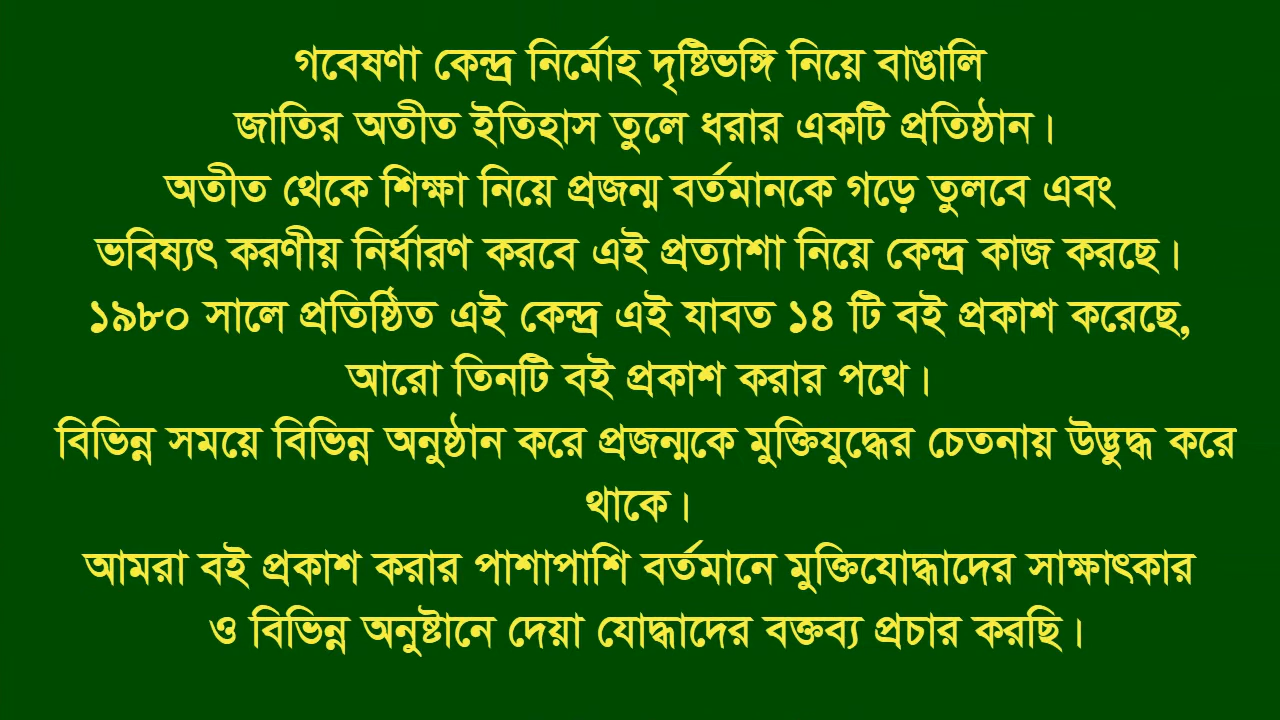 গবেষণা কেন্দ্র নির্মোহ দৃষ্টিভঙ্গি নিয়ে বাঙালি
জাতির অতীত ইতিহাস তুলে ধরার একটি প্রতিষ্ঠান।
অতীত থেকে শিক্ষা নিয়ে প্রজন্ম বর্তমানকে গড়ে তুলবে এবং
ভবিষ্যৎ করণীয় নির্ধারণ করবে এই প্রত্যাশা নিয়ে কেন্দ্র কাজ করছে।
১৯৮০ সালে প্রতিষ্ঠিত এই কেন্দ্র এই যাবত ১৪ টি বই প্রকাশ করেছে,
আরো তিনটি বই প্রকাশ করার পথে।
বিভিন্ন সময়ে বিভিন্ন অনুষ্ঠান করে প্রজন্মকে মুক্তিযুদ্ধের চেতনায় উদ্ভুদ্ধ করে
থাকে।
আমরা বই প্রকাশ করার পাশাপাশি বর্তমানে মুক্তিযোদ্ধাদের সাক্ষাৎকার
ও বিভিন্ন অনুষ্টানে দেয়া যোদ্ধাদের বক্তব্য প্রচার করছি।